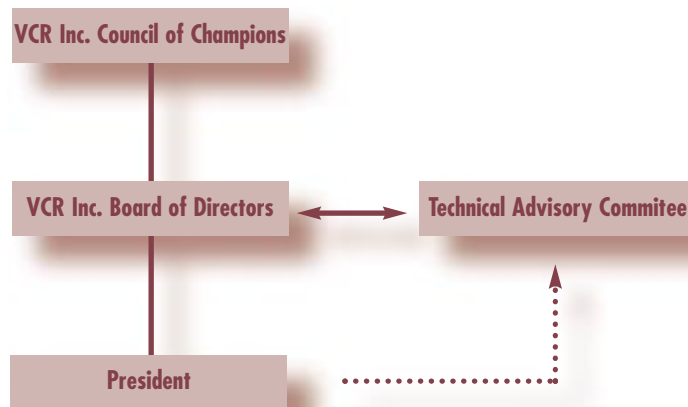 VCR Inc. Council of Champions
VCR Inc. Board of Directors
Technical Advisory Commitee
President